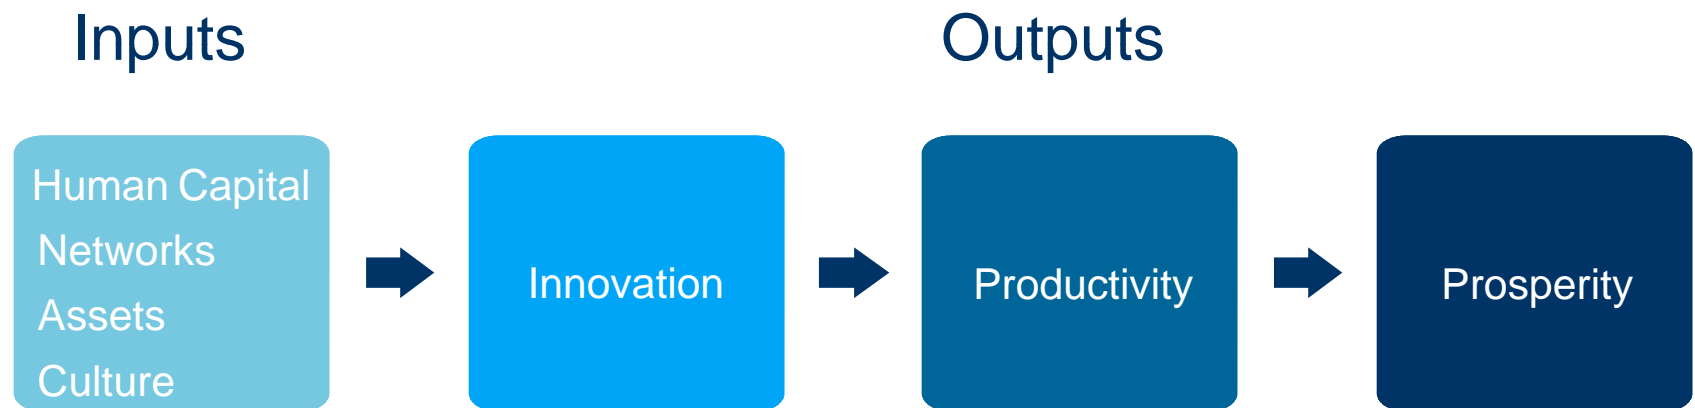 Inputs
Outputs
Human Capital
Networks
Assets
Culture
Innovation
Productivity
Prosperity